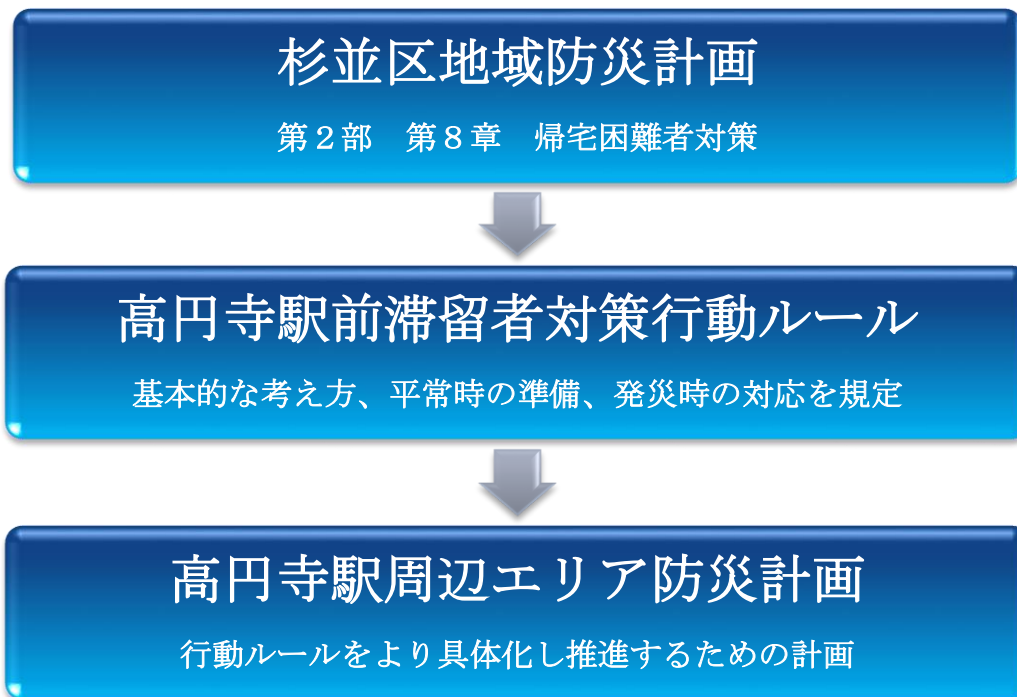 杉並区地域防災計画
第２部　第８章　帰宅困難者対策
高円寺駅前滞留者対策行動ルール
基本的な考え方、平常時の準備、発災時の対応を規定
高円寺駅周辺エリア防災計画
行動ルールをより具体化し推進するための計画